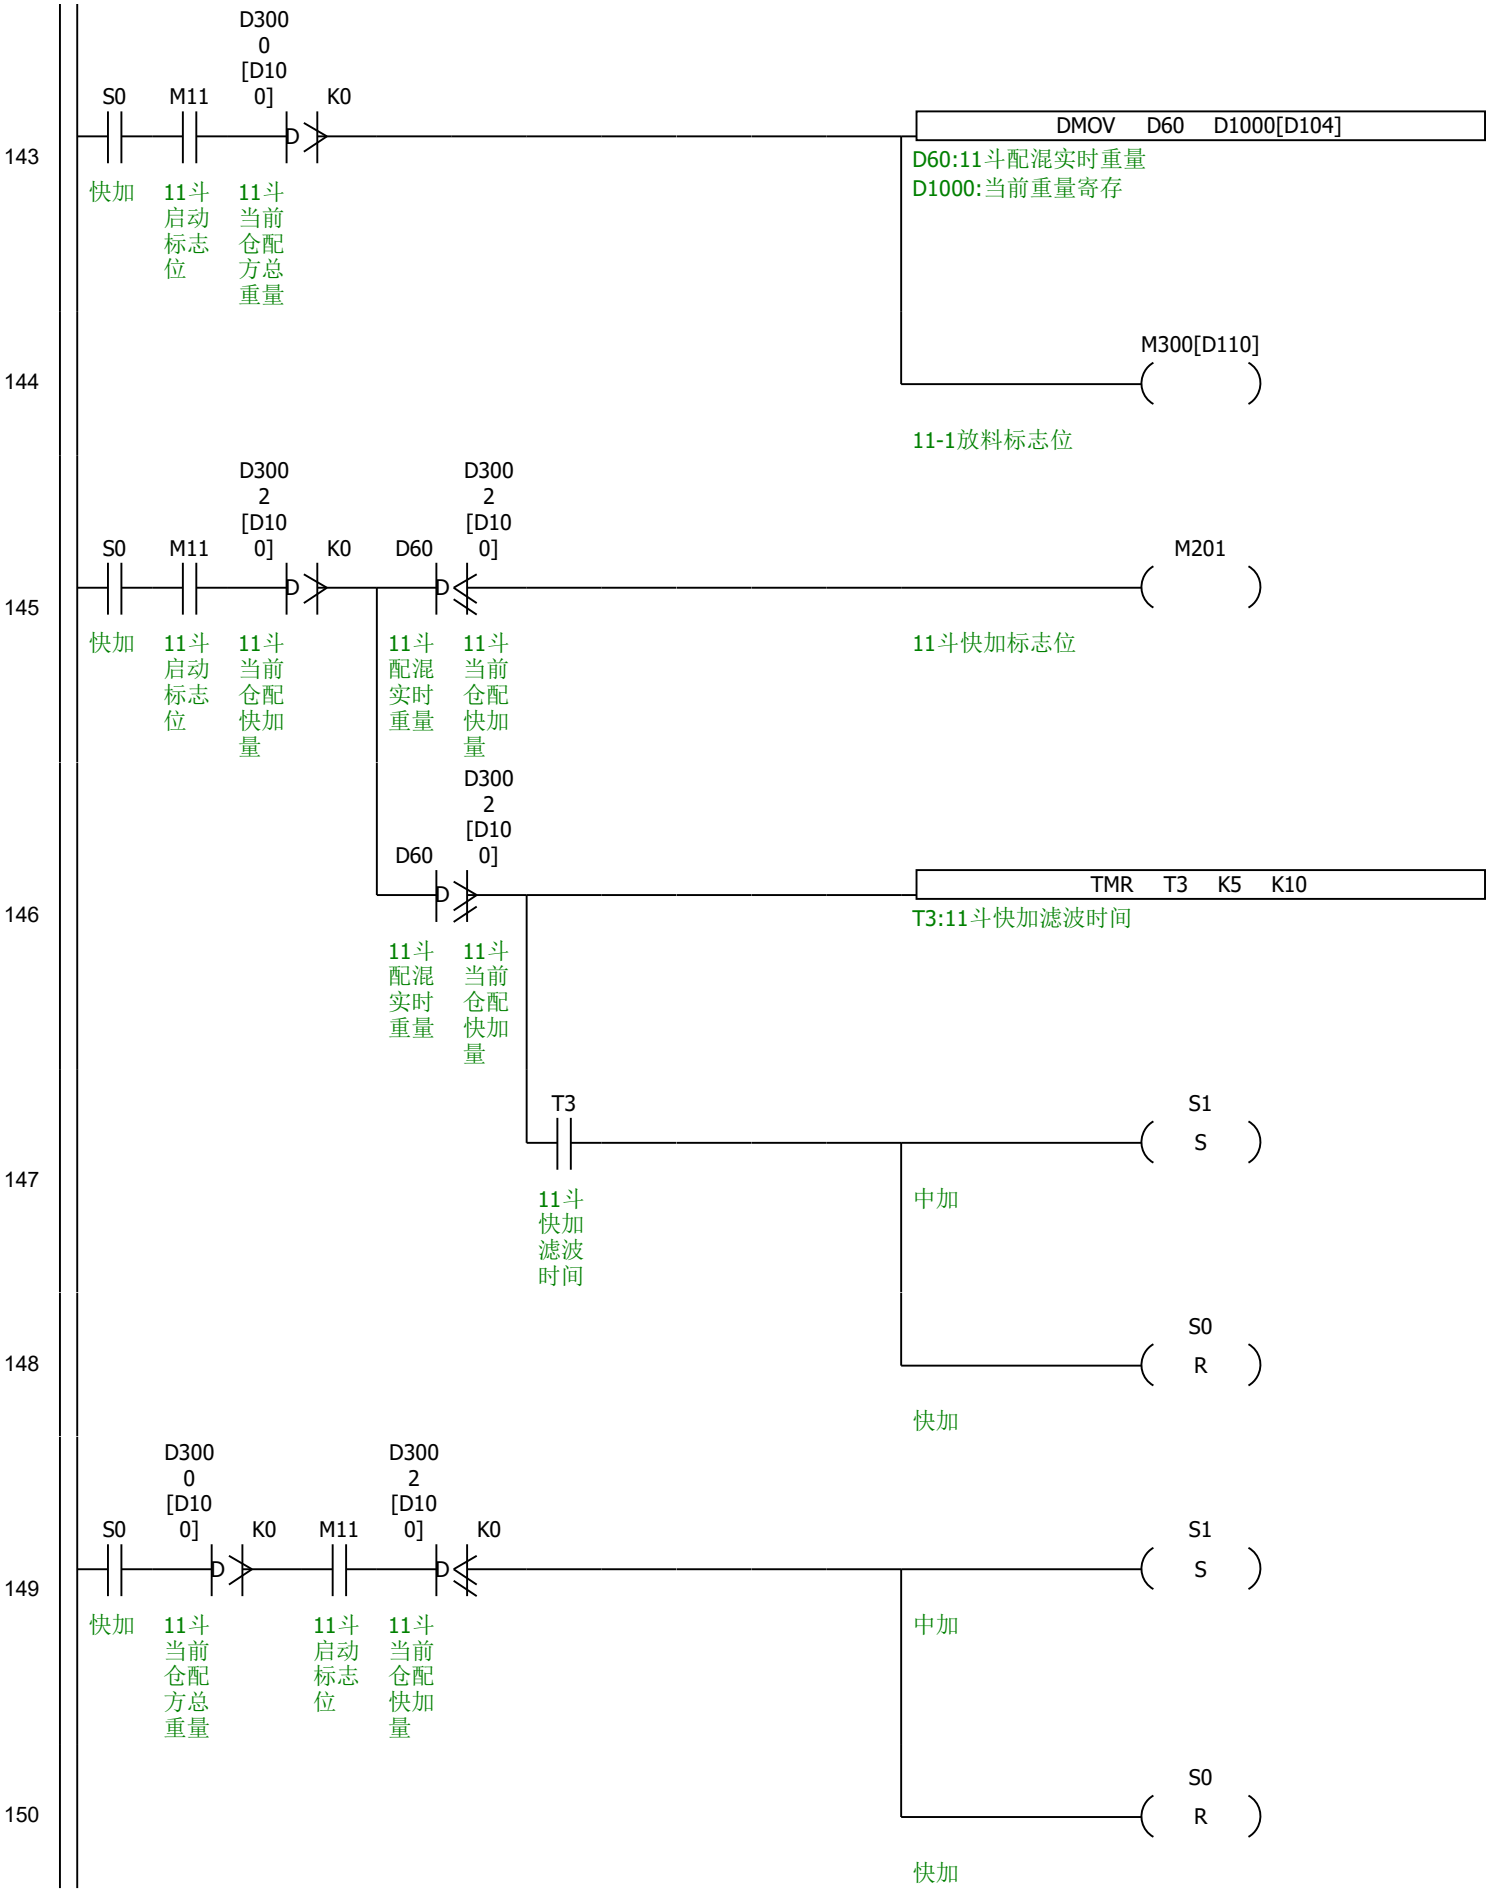 D300
0
[D10
0]
S0 M11 K0
D
DMOV D60 D1000[D104]
143
D60:11斗配混实时重量
D1000:当前重量寄存
快加
11斗
启动
标志
位
11斗
当前
仓配
方总
重量
M300[D110]
144
11-1放料标志位
D300
2
[D10
0]
D300
2
[D10
0]
S0 M11 K0 D60
M201
D
D
145
快加
11斗
启动
标志
位
11斗
当前
仓配
快加
量
11斗
配混
实时
重量
11斗
当前
仓配
快加
量
11斗快加标志位
D300
2
[D10
0]
D60
D
TMR T3 K5 K10
146
T3:11斗快加滤波时间
11斗
配混
实时
重量
11斗
当前
仓配
快加
量
T3
S1
S
147
11斗
快加
滤波
时间
中加
S0
R
148
快加
D300
0
[D10
0]
D300
2
[D10
0]
S0 K0 M11 K0
S1
D
D
S
149
快加
11斗
当前
仓配
方总
重量
11斗
启动
标志
位
11斗
当前
仓配
快加
量
中加
S0
R
150
快加